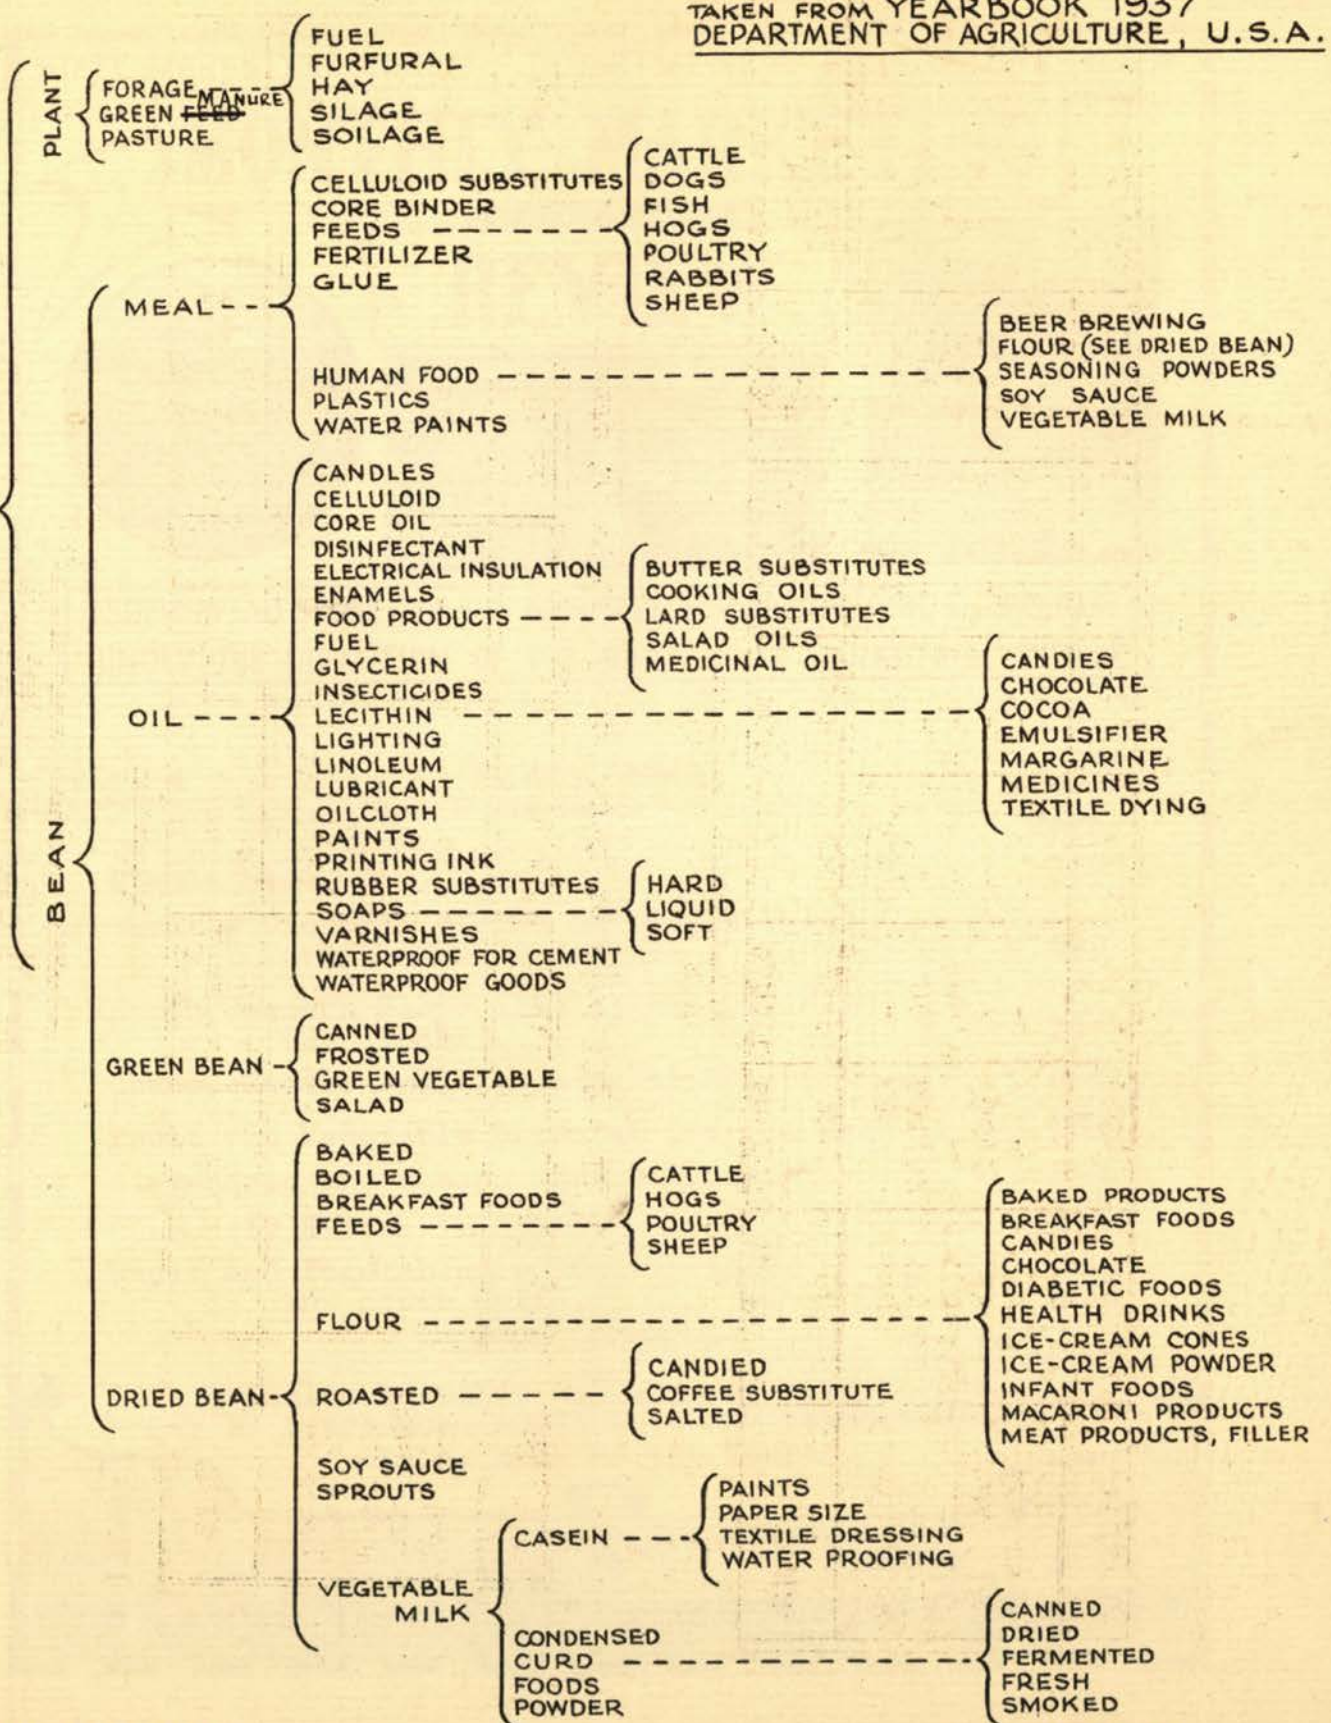 TAKEN FROM YEARBOOK 1937
DEPARTMENT OF AGRICULTURE, U.S.A.
PLANT
FORAGE
GREEN FEED MANURE
PASTURE
FUEL
FURFURAL
HAY
SILAGE
SOILAGE
BEAN
MEAL
CELLULOID SUBSTITUTES
CORE BINDER
FEEDS
FERTILIZER
GLUE
CATTLE
DOGS
FISH
HOGS
POULTRY
RABBITS
SHEEP
HUMAN FOOD
PLASTICS
WATER PAINTS
BEER BREWING
FLOUR (SEE DRIED BEAN)
SEASONING POWDERS
SOY SAUCE
VEGETABLE MILK
OIL
CANDLES
CELLULOID
CORE OIL
DISINFECTANT
ELECTRICAL INSULATION
ENAMELS
FOOD PRODUCTS
FUEL
GLYCERIN
INSECTICIDES
LECITHIN
LIGHTING
LINOLEUM
LUBRICANT
OILCLOTH
PAINTS
PRINTING INK
RUBBER SUBSTITUTES
SOAPS
VARNISHES
WATERPROOF FOR CEMENT
WATERPROOF GOODS
BUTTER SUBSTITUTES
COOKING OILS
LARD SUBSTITUTES
SALAD OILS
MEDICINAL OIL
CANDIES
CHOCOLATE
COCOA
EMULSIFIER
MARGARINE
MEDICINES
TEXTILE DYING
HARD
LIQUID
SOFT
GREEN BEAN
CANNED
FROSTED
GREEN VEGETABLE
SALAD
DRIED BEAN
BAKED
BOILED
BREAKFAST FOODS
FEEDS
CATTLE
HOGS
POULTRY
SHEEP
FLOUR
BAKED PRODUCTS
BREAKFAST FOODS
CANDIES
CHOCOLATE
DIABETIC FOODS
HEALTH DRINKS
ICE-CREAM CONES
ICE-CREAM POWDER
INFANT FOODS
MACARONI PRODUCTS
MEAT PRODUCTS, FILLER
ROASTED
CANDIED
COFFEE SUBSTITUTE
SALTED
SOY SAUCE
SPROUTS
VEGETABLE
MILK
CASEIN
PAINTS
PAPER SIZE
TEXTILE DRESSING
WATER PROOFING
CONDENSED
CURD
FOODS
POWDER
CANNED
DRIED
FERMENTED
FRESH
SMOKED